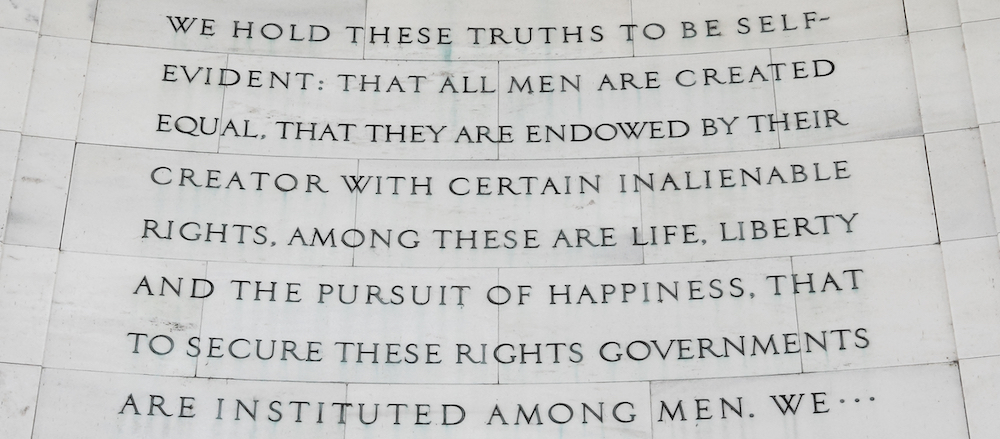 WE HOLD THESE TRUTHS TO BE SELF-
EVIDENT: THAT ALL MEN ARE CREATED
EQUAL, THAT THEY ARE ENDOWED BY THEIR
CREATOR WITH CERTAIN INALIENABLE
RIGHTS, AMONG THESE ARE LIFE, LIBERTY
AND THE PURSUIT OF HAPPINESS, THAT
TO SECURE THESE RIGHTS GOVERNMENTS
ARE INSTITUTED AMONG MEN. WE···